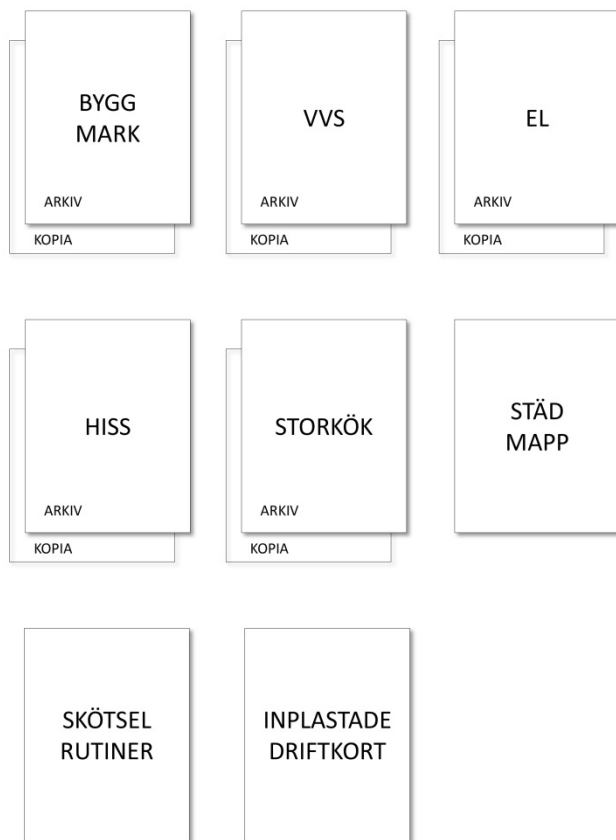 BYGG
MARK
ARKIV
KOPIA
VVS
ARKIV
KOPIA
EL
ARKIV
KOPIA
HISS
ARKIV
KOPIA
STORKÖK
ARKIV
KOPIA
STÄD
MAPP
SKÖTSEL
RUTINER
INPLASTADE
DRIFTKORT